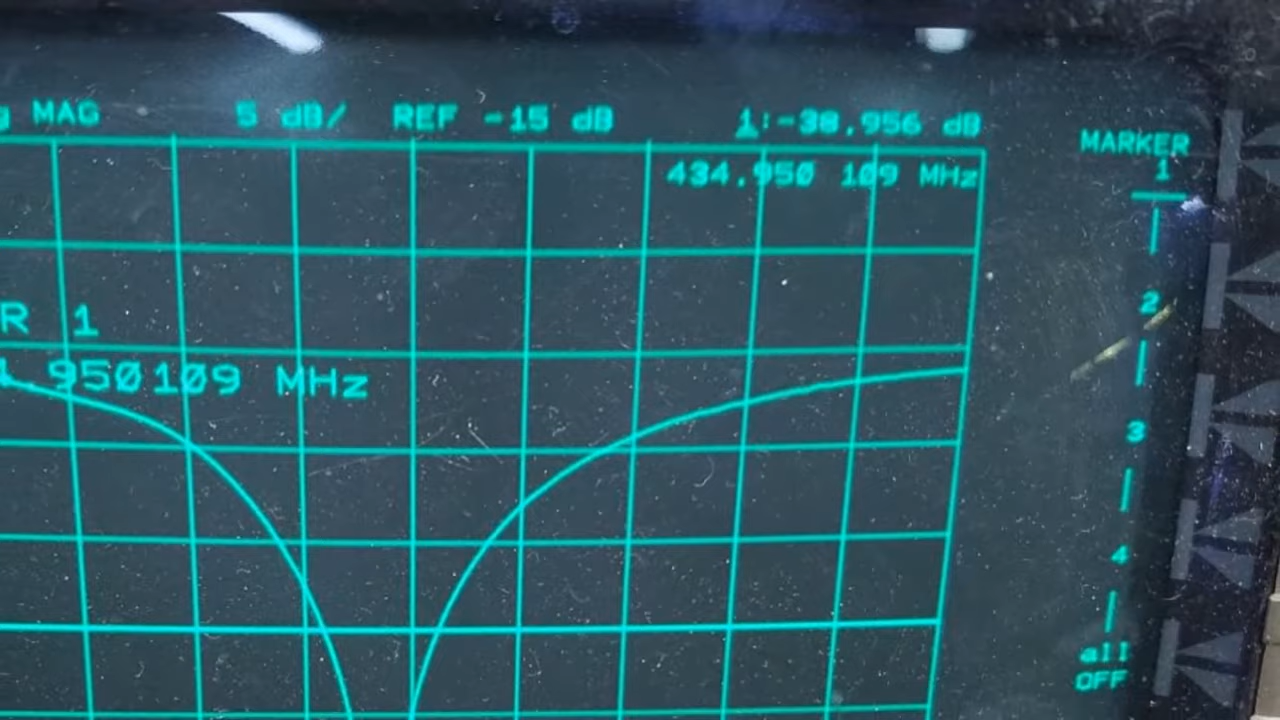 g MAG 5 dB/ REF -15 dB 1:-38.956 dB
434.950 109 MHz
MARKER
1
2
R 1
.950109 MHz
3
4
all
OFF